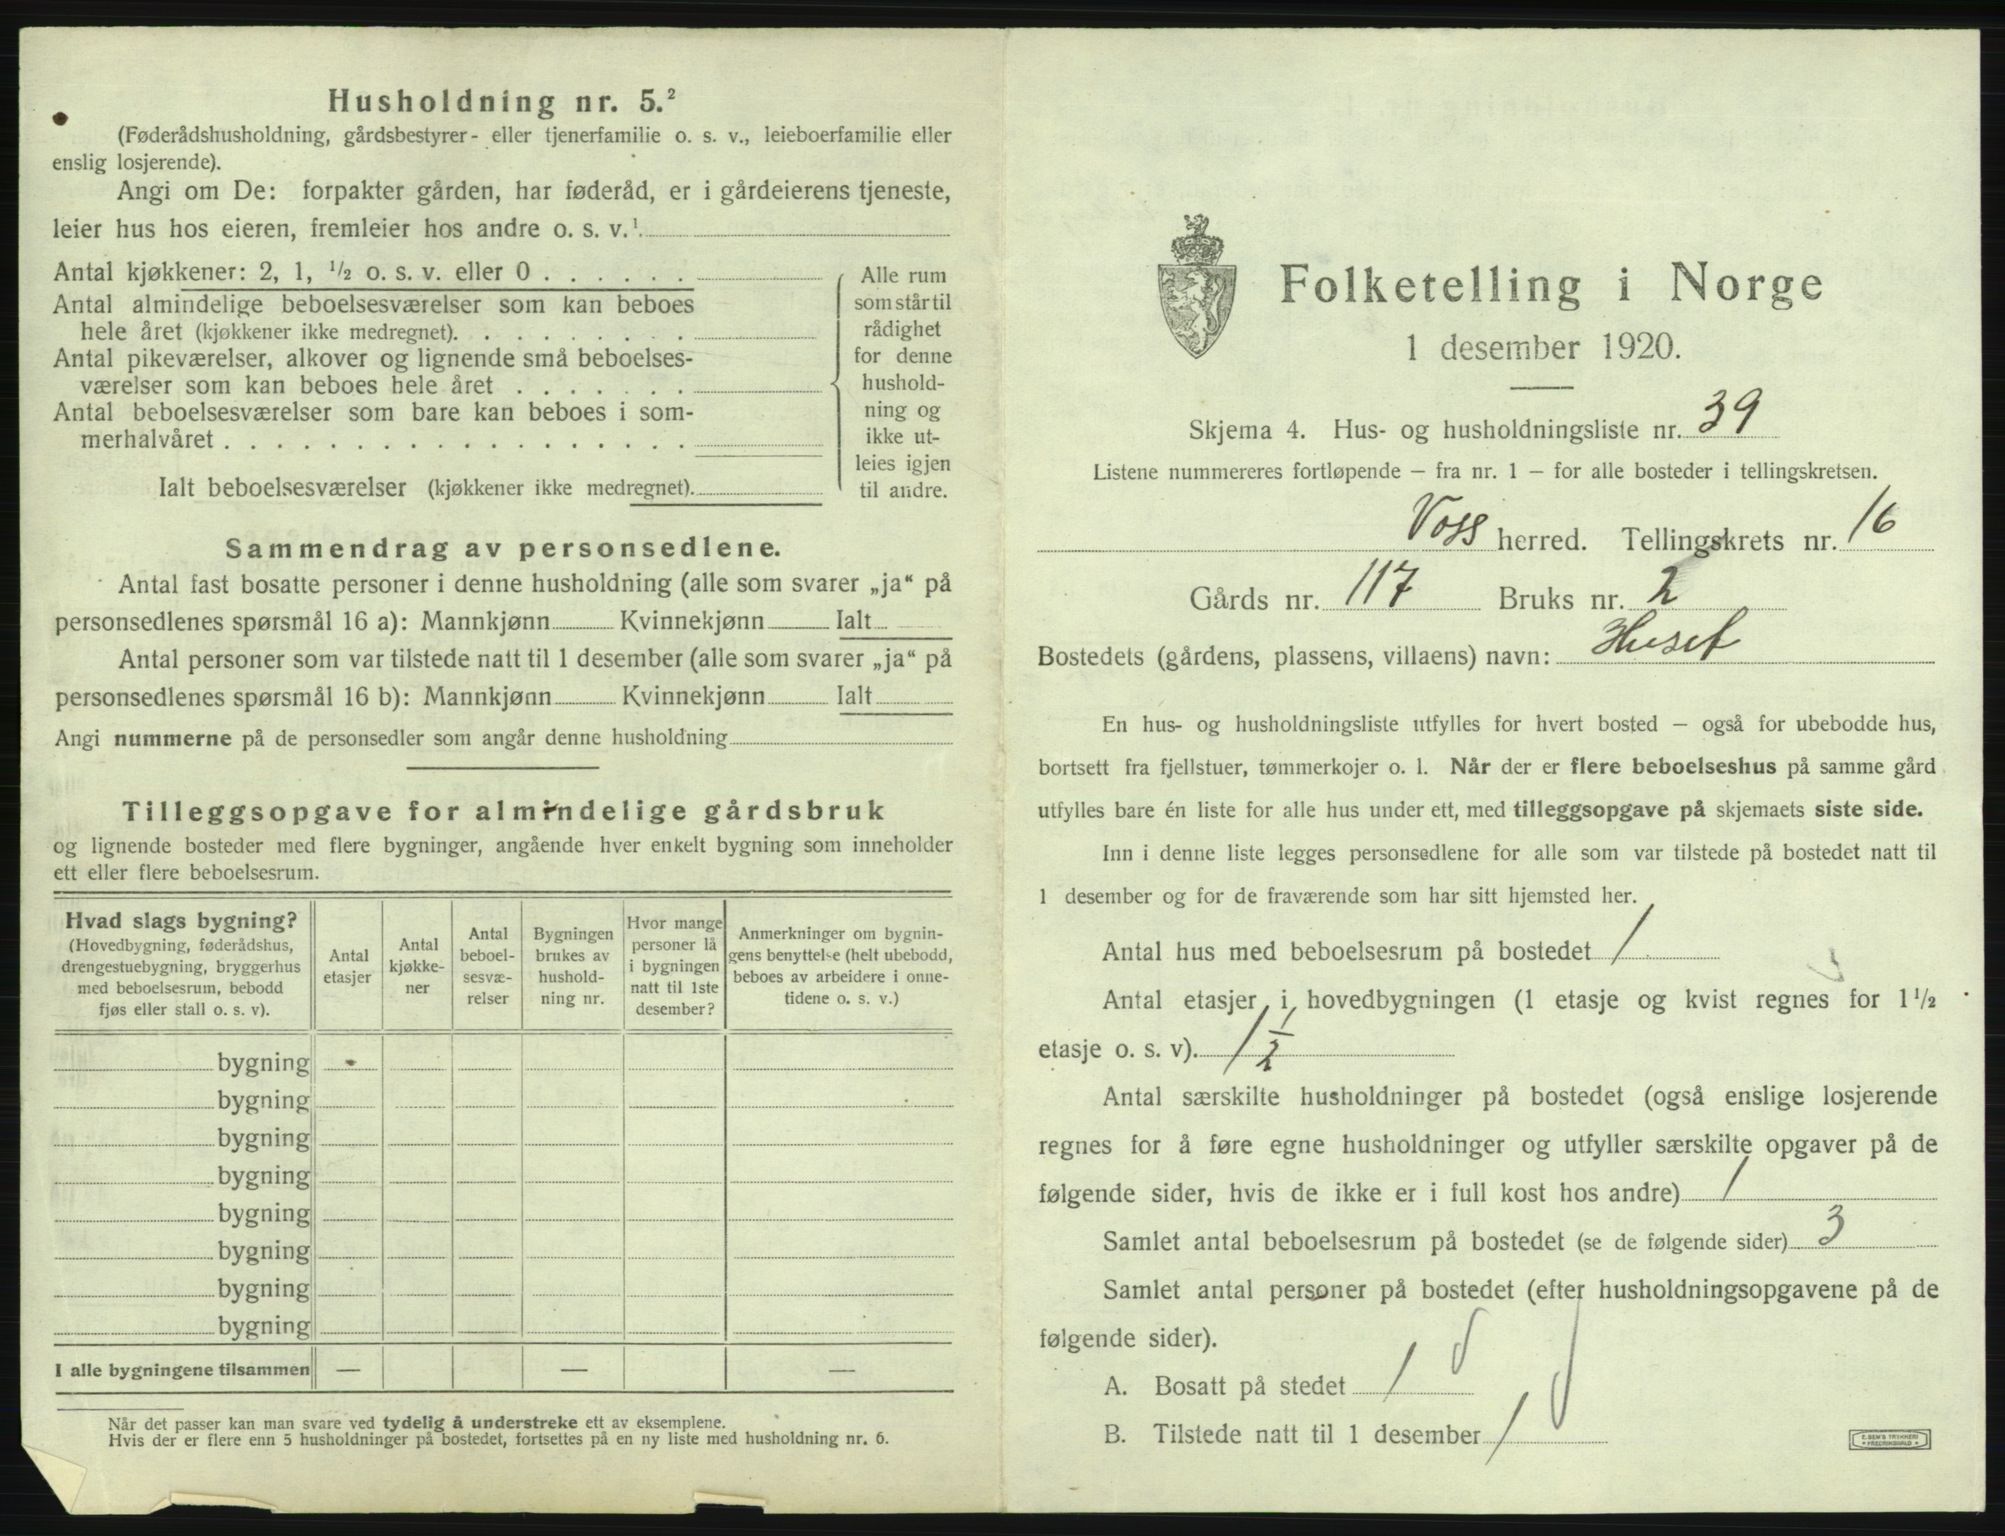 Husholdning nr. 5.²
(Føderådshusholdning, gårdsbestyrer- eller tjenerfamilie o. s. v., leieboerfamilie eller
enslig losjerende).
Angi om De: forpakter gården, har føderåd, er i gårdeierens tjeneste,
leier hus hos eieren, fremleier hos andre o. s. v.¹
Antal kjøkkener: 2, 1, ½ o. s. v. eller 0 . . . . . .
Antal almindelige beboelsesværelser som kan beboes
hele året (kjøkkener ikke medregnet). . . . . . . . .
Antal pikeværelser, alkover og lignende små beboelses-
værelser som kan beboes hele året . . . . . . .
Antal beboelsesværelser som bare kan beboes i som-
merhalvåret . . . . . . . . . . . . . . . . . .
Ialt beboelsesværelser (kjøkkener ikke medregnet).
Alle rum
som står til
rådighet
for denne
hushold-
ning og
ikke ut-
leies igjen
til andre.
Sammendrag av personsedlene.
Antal fast bosatte personer i denne husholdning (alle som svarer „ja“ på
personsedlenes spørsmål 16 a): Mannkjønn Kvinnekjønn Ialt
Antal personer som var tilstede natt til 1 desember (alle som svarer „ja“ på
personsedlenes spørsmål 16 b): Mannkjønn Kvinnekjønn Ialt
Angi nummerne på de personsedler som angår denne husholdning
Tilleggsopgave for almindelige gårdsbruk
og lignende bosteder med flere bygninger, angående hver enkelt bygning som inneholder
ett eller flere beboelsesrum.
Hvad slags bygning?
(Hovedbygning, føderådshus,
drengestuebygning, bryggerhus
med beboelsesrum, bebodd
fjøs eller stall o. s. v).
Antal
etasjer
Antal
kjøkke-
ner
Antal
beboel-
sesvæ-
relser
Bygningen
brukes av
hushold-
ning nr.
Hvor mange
personer lå
i bygningen
natt til 1ste
desember?
Anmerkninger om bygnin-
gens benyttelse (helt ubebodd,
beboes av arbeidere i onne-
tidene o. s. v.)
bygning
bygning
bygning
bygning
bygning
bygning
bygning
bygning
I alle bygningene tilsammen — — —
Når det passer kan man svare ved tydelig å understreke ett av eksemplene.
Hvis der er flere enn 5 husholdninger på bostedet, fortsettes på en ny liste med husholdning nr. 6.
Folketelling i Norge
1 desember 1920.
Skjema 4. Hus- og husholdningsliste nr. 39
Listene nummereres fortløpende – fra nr. 1 – for alle bosteder i tellingskretsen.
Voss herred. Tellingskrets nr. 16
Gårds nr. 117 Bruks nr. 2
Bostedets (gårdens, plassens, villaens) navn: Huset
En hus- og husholdningsliste utfylles for hvert bosted – også for ubebodde hus,
bortsett fra fjellstuer, tømmerkojer o. l. Når der er flere beboelseshus på samme gård
utfylles bare én liste for alle hus under ett, med tilleggsopgave på skjemaets siste side.
Inn i denne liste legges personsedlene for alle som var tilstede på bostedet natt til
1 desember og for de fraværende som har sitt hjemsted her.
Antal hus med beboelsesrum på bostedet 1
Antal etasjer i hovedbygningen (1 etasje og kvist regnes for 1½
etasje o. s. v). 1 ½
Antal særskilte husholdninger på bostedet (også enslige losjerende
regnes for å føre egne husholdninger og utfyller særskilte opgaver på de
følgende sider, hvis de ikke er i full kost hos andre) 1
Samlet antal beboelsesrum på bostedet (se de følgende sider) 3
Samlet antal personer på bostedet (efter husholdningsopgavene på de
følgende sider).
A. Bosatt på stedet 1
B. Tilstede natt til 1 desember 1
E. SEM'S TRYKKERI
FREDRIKSHALD